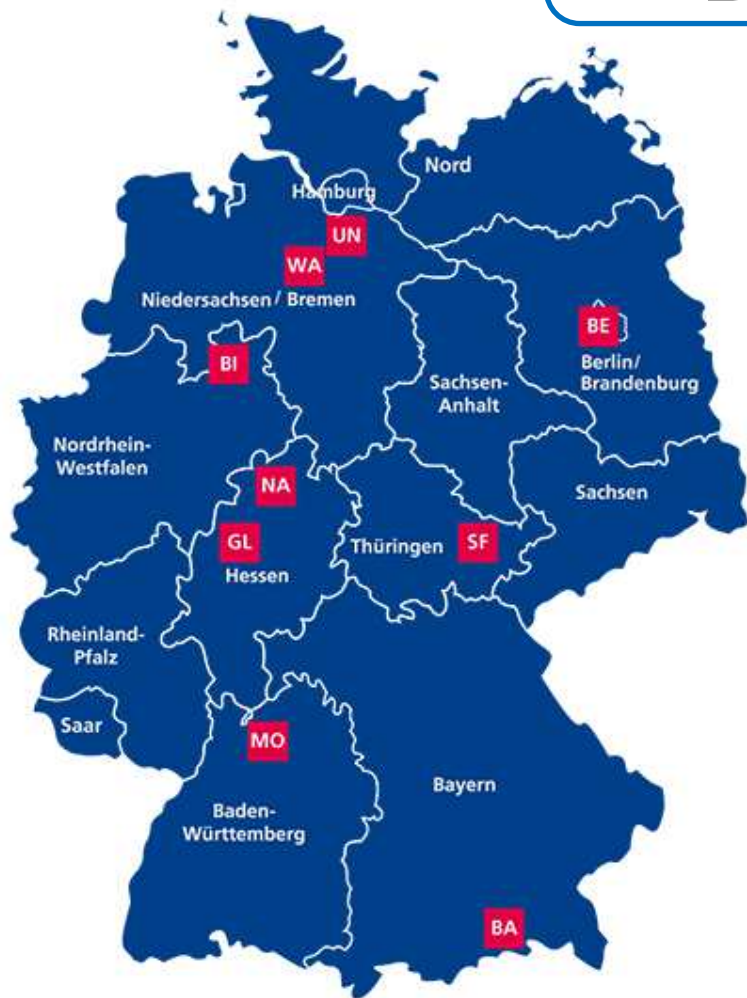 Nord
Hamburg
UN
WA
Niedersachsen / Bremen
BE
Berlin/
Brandenburg
BI
Sachsen-
Anhalt
Nordrhein-
Westfalen
NA
Sachsen
GL
Thüringen
SF
Hessen
Rheinland-
Pfalz
Saar
MO
Bayern
Baden-
Württemberg
BA